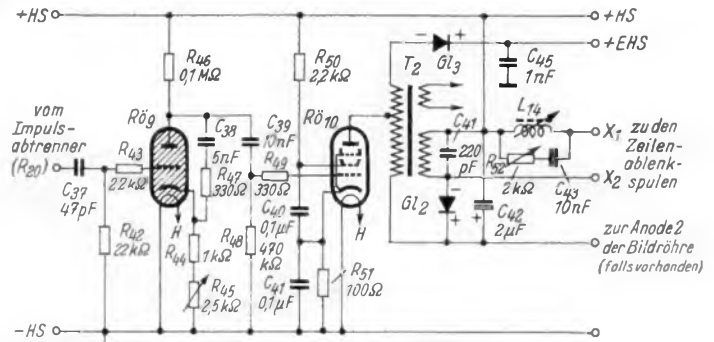 +HS
+HS
+EHS
R46
0,1MΩ
R50
2,2kΩ
T2
Gl3
C45
1nF
vom
Impuls-
abtrenner
(R20)
Rö9
C38
5nF
C39
10nF
Rö10
C41
220
pF
L14
X1
zu den
Zeilen-
ablenk-
spulen
X2
R43
22kΩ
C37
47pF
R47
330Ω
R49
330Ω
R52
2kΩ
C43
10nF
R42
22kΩ
H
R44
1kΩ
R48
470
kΩ
C40
0,1µF
H
Gl2
C42
2µF
zur Anode 2
der Bildröhre
(falls vorhanden)
R45
2,5kΩ
C41
0,1µF
R51
100Ω
-HS